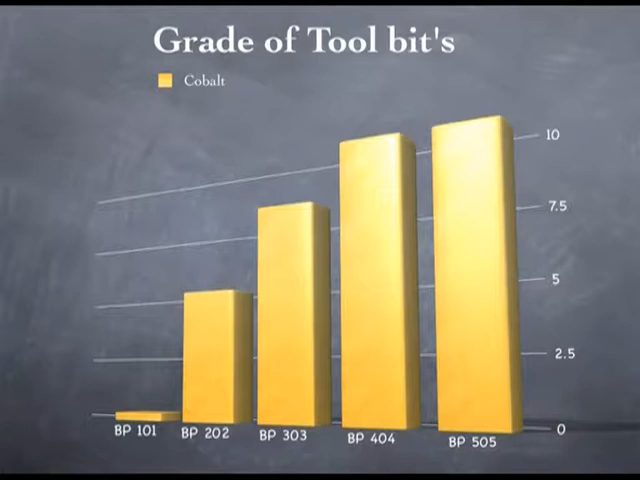 Grade of Tool bit's
Cobalt
10
7.5
5
2.5
0
BP 101
BP 202
BP 303
BP 404
BP 505